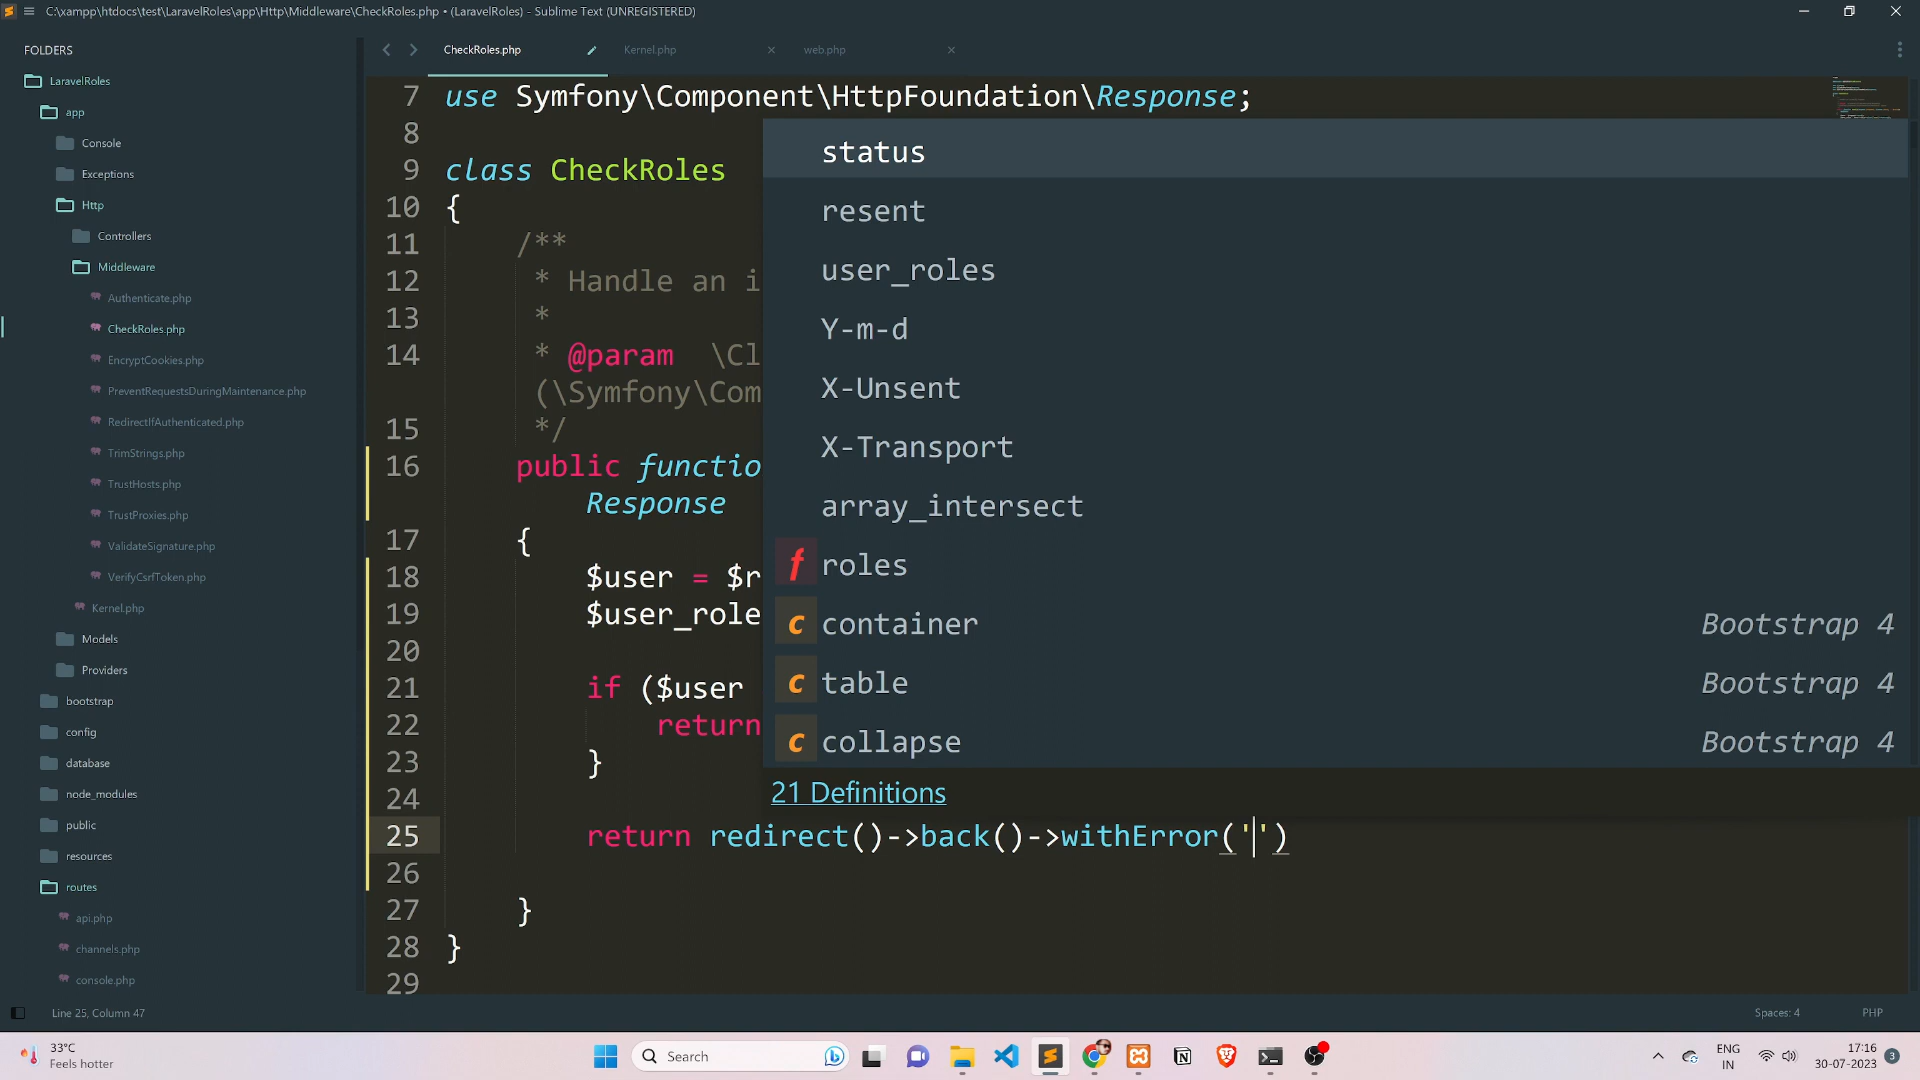 C:\xampp\htdocs\test\LaravelRoles\app\Http\Middleware\CheckRoles.php • (LaravelRoles) - Sublime Text (UNREGISTERED)
FOLDERS
LaravelRoles
app
Console
Exceptions
Http
Controllers
Middleware
Authenticate.php
CheckRoles.php
EncryptCookies.php
PreventRequestsDuringMaintenance.php
RedirectIfAuthenticated.php
TrimStrings.php
TrustHosts.php
TrustProxies.php
ValidateSignature.php
VerifyCsrfToken.php
Kernel.php
Models
Providers
bootstrap
config
database
node_modules
public
resources
routes
api.php
channels.php
console.php
CheckRoles.php
Kernel.php
web.php
7 use Symfony\Component\HttpFoundation\Response;
8
9 class CheckRoles
10 {
11 /**
12 * Handle an i
13 *
14 * @param \Cl
(\Symfony\Com
15 */
16 public functio
Response
17 {
18 $user = $r
19 $user_role
20
21 if ($user
22 return
23 }
24
25 return redirect()->back()->withError('')
26
27 }
28 }
29
status
resent
user_roles
Y-m-d
X-Unsent
X-Transport
array_intersect
f roles
c container Bootstrap 4
c table Bootstrap 4
c collapse Bootstrap 4
21 Definitions
Line 25, Column 47
Spaces: 4
PHP
33°C
Feels hotter
Search
ENG
IN
17:16
30-07-2023
3